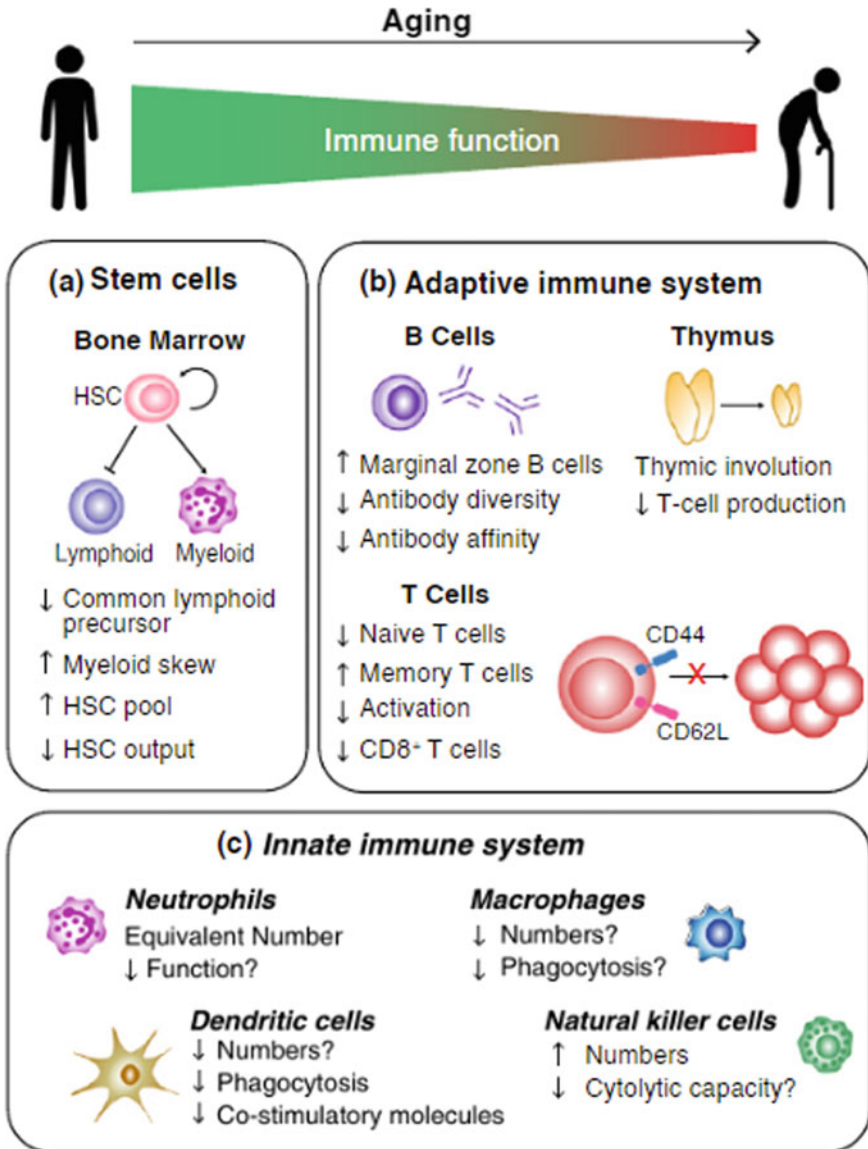 Aging
Immune function
(a) Stem cells
Bone Marrow
HSC
Lymphoid Myeloid
↓ Common lymphoid
precursor
↑ Myeloid skew
↑ HSC pool
↓ HSC output
(b) Adaptive immune system
B Cells
↑ Marginal zone B cells
↓ Antibody diversity
↓ Antibody affinity
Thymus
Thymic involution
↓ T-cell production
T Cells
↓ Naive T cells
↑ Memory T cells
↓ Activation
↓ CD8+ T cells
CD44
X
CD62L
(c) Innate immune system
Neutrophils
Equivalent Number
↓ Function?
Macrophages
↓ Numbers?
↓ Phagocytosis?
Dendritic cells
↓ Numbers?
↓ Phagocytosis
↓ Co-stimulatory molecules
Natural killer cells
↑ Numbers
↓ Cytolytic capacity?